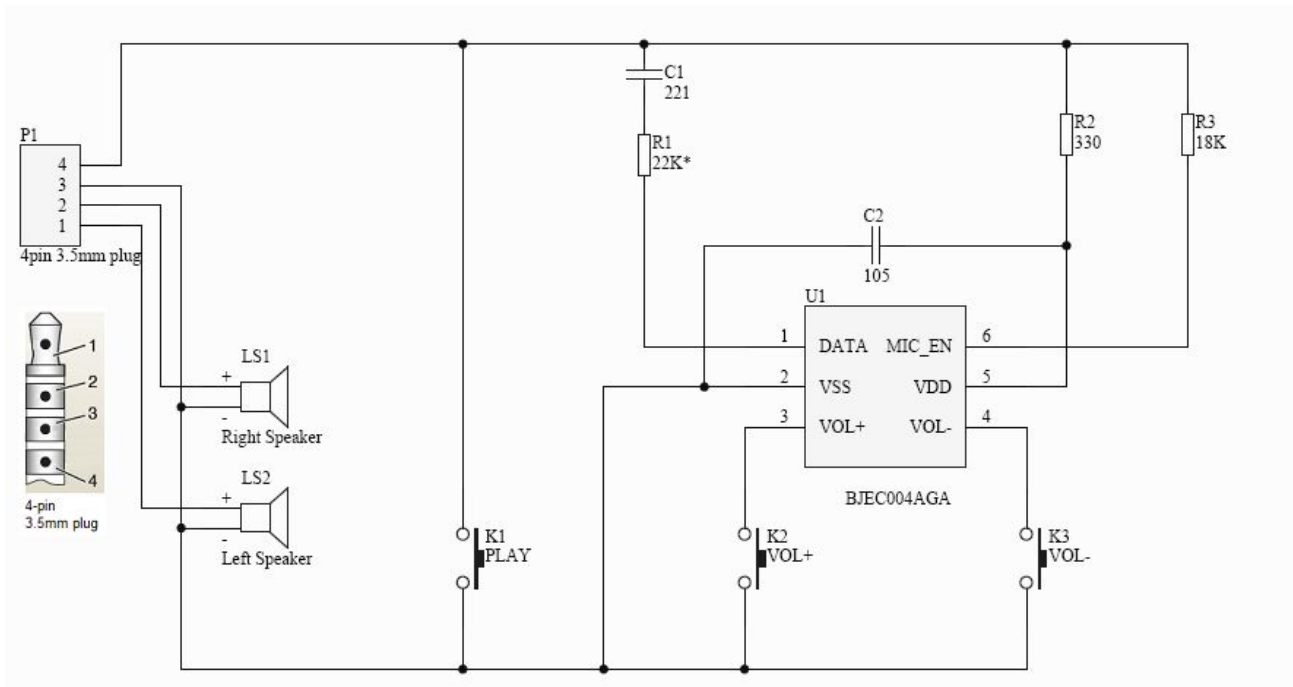 C1
221
R1
22K*
R2
330
R3
18K
P1
4
3
2
1
4pin 3.5mm plug
C2
105
U1
1
DATA
MIC_EN
6
2
VSS
VDD
5
3
VOL+
VOL-
4
BJEC004AGA
1
2
3
4
4-pin
3.5mm plug
LS1
+
-
Right Speaker
LS2
+
-
Left Speaker
K1
PLAY
K2
VOL+
K3
VOL-